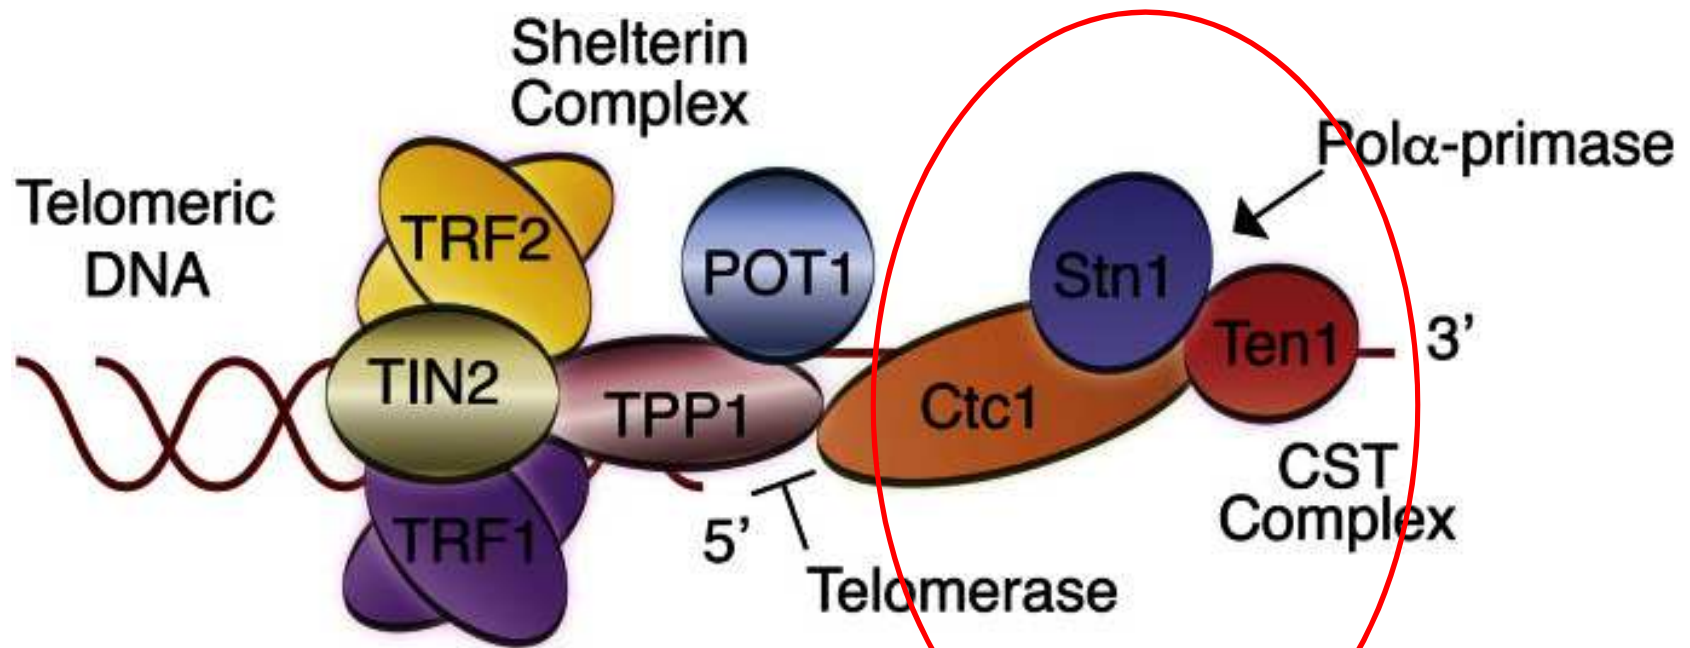 Shelterin
Complex
Telomeric
DNA
TRF2
POT1
Polα-primase
Stn1
TIN2
TPP1
Ctc1
Ten1
3’
TRF1
5’
CST
Complex
Telomerase